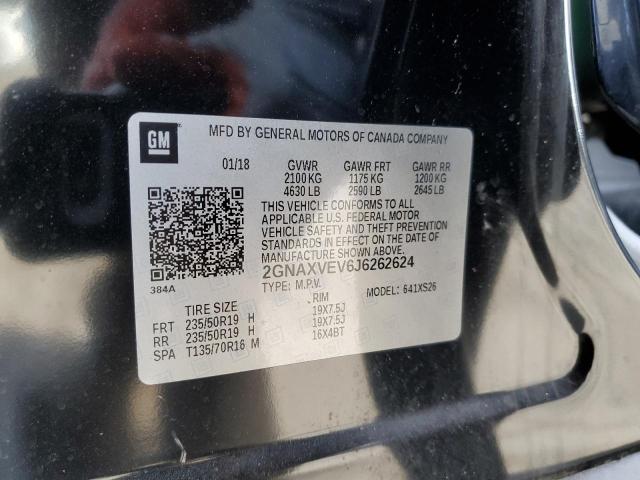 GM
MFD BY GENERAL MOTORS OF CANADA COMPANY
01/18 GVWR GAWR FRT GAWR RR
2100 KG 1175 KG 1200 KG
4630 LB 2590 LB 2645 LB
THIS VEHICLE CONFORMS TO ALL
APPLICABLE U.S. FEDERAL MOTOR
VEHICLE SAFETY AND THEFT PREVENTION
STANDARDS IN EFFECT ON THE DATE OF
MANUFACTURE SHOWN ABOVE.
2GNAXVEV6J6262624
384A
TYPE: M.P.V. MODEL: 641XS26
TIRE SIZE RIM
FRT 235/50R19 H 19X7.5J
RR 235/50R19 H 19X7.5J
SPA T135/70R16 M 16X4BT